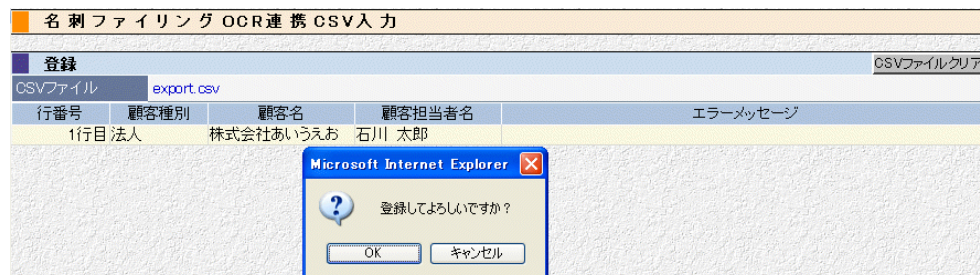 名刺ファイリングOCR連携CSV入力
登録
CSVファイルクリア
CSVファイル export.csv
行番号 顧客種別 顧客名 顧客担当者名 エラーメッセージ
1行目 法人 株式会社あいうえお 石川 太郎
Microsoft Internet Explorer
登録してよろしいですか？
OK キャンセル